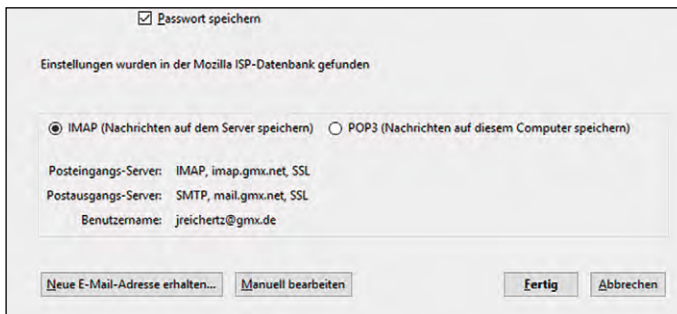 Passwort speichern
Einstellungen wurden in der Mozilla ISP-Datenbank gefunden
IMAP (Nachrichten auf dem Server speichern) POP3 (Nachrichten auf diesem Computer speichern)
Posteingangs-Server: IMAP, imap.gmx.net, SSL
Postausgangs-Server: SMTP, mail.gmx.net, SSL
Benutzername: jreichertz@gmx.de
Neue E-Mail-Adresse erhalten... Manuell bearbeiten Fertig Abbrechen